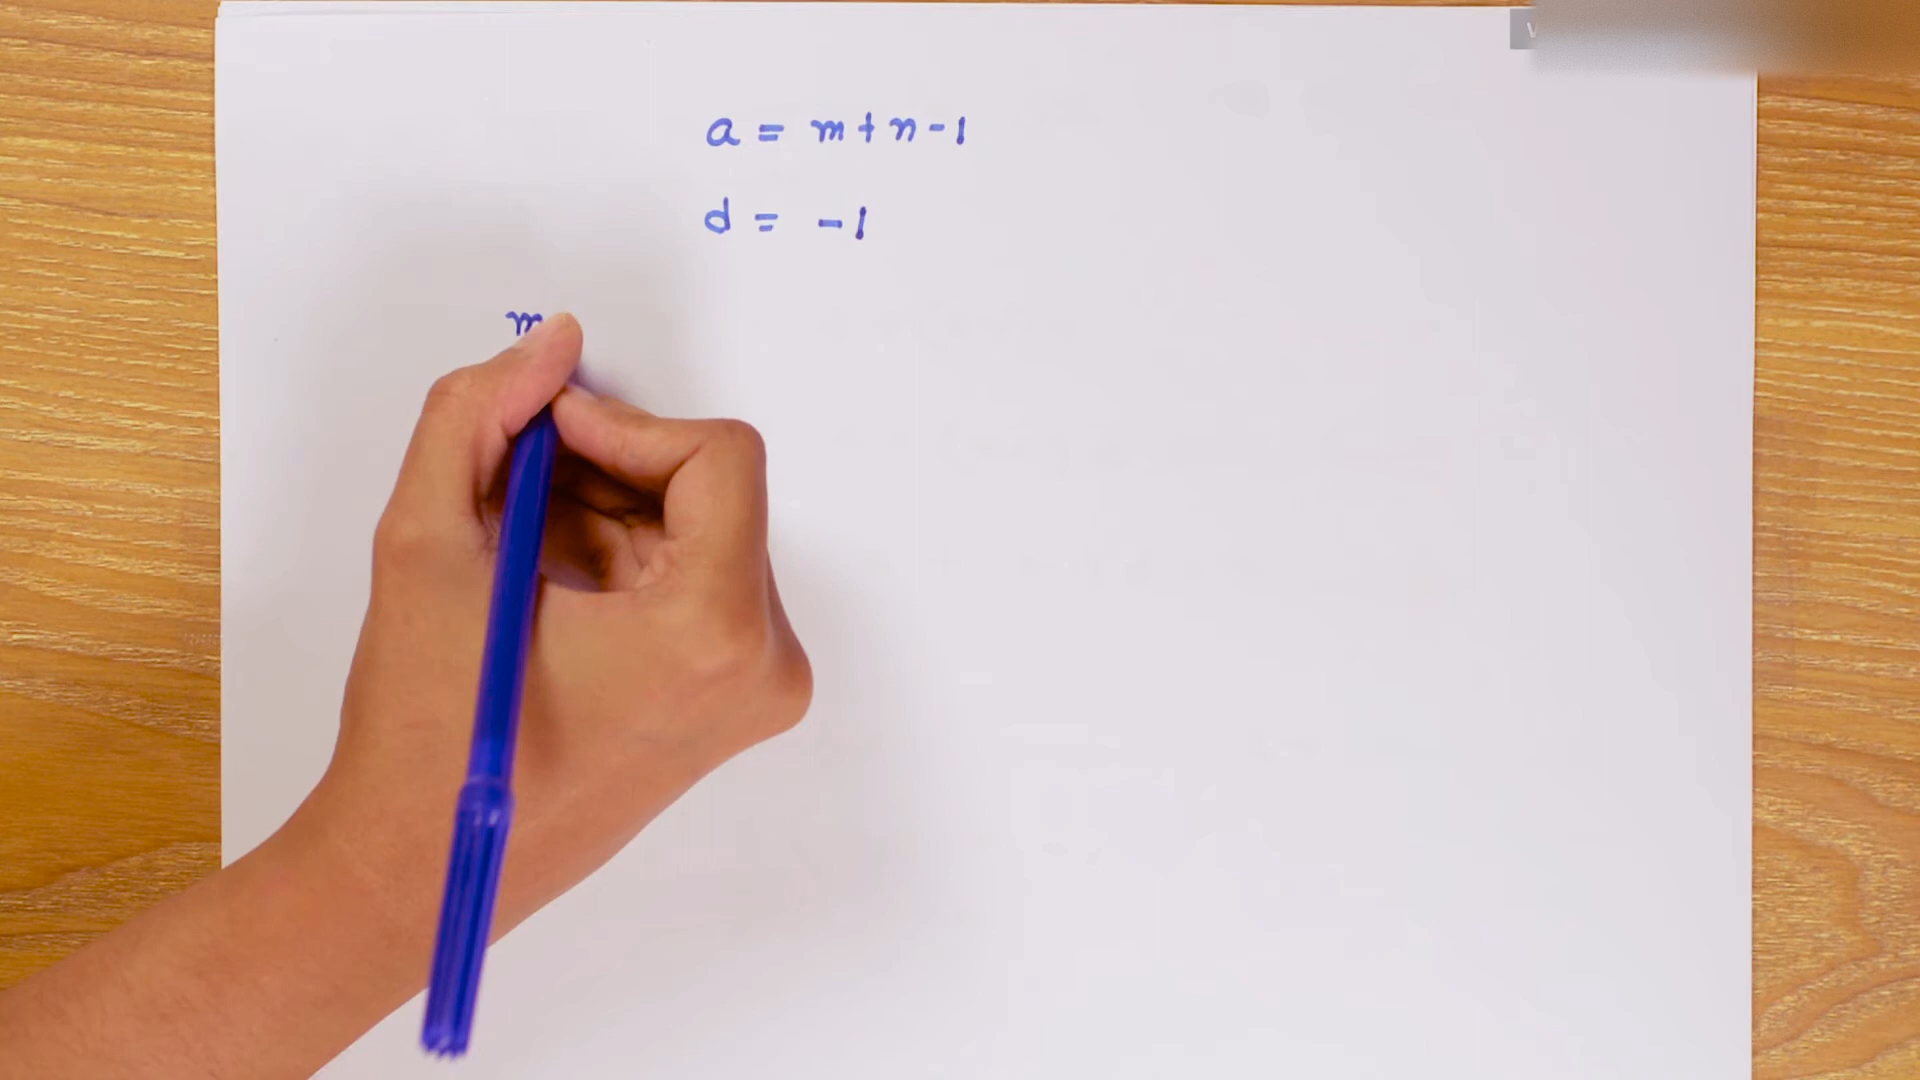 a = m + n - 1
d = - 1
m